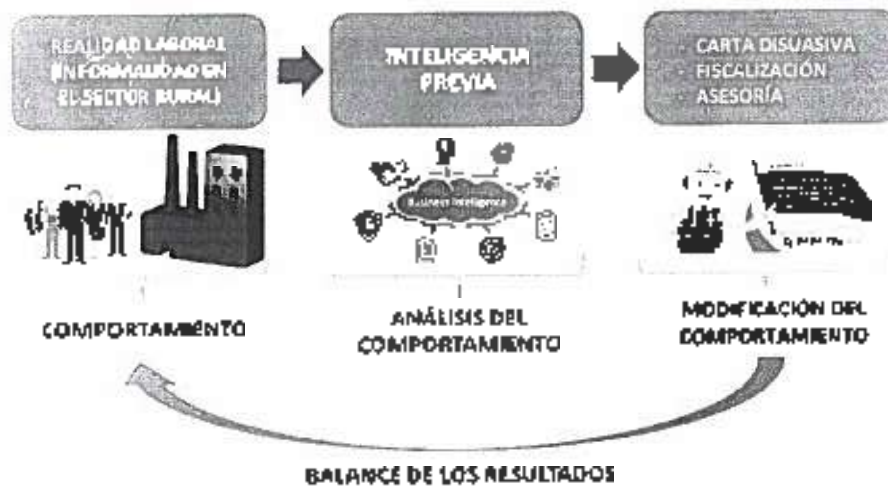 REALIDAD LABORAL
(INFORMALIDAD EN
EL SECTOR RURAL)
INTELIGENCIA
PREVIA
- CARTA DISUASIVA
- FISCALIZACIÓN
- ASESORÍA
Business Intelligence
COMPORTAMIENTO
ANÁLISIS DEL
COMPORTAMIENTO
MODIFICACIÓN DEL
COMPORTAMIENTO
BALANCE DE LOS RESULTADOS